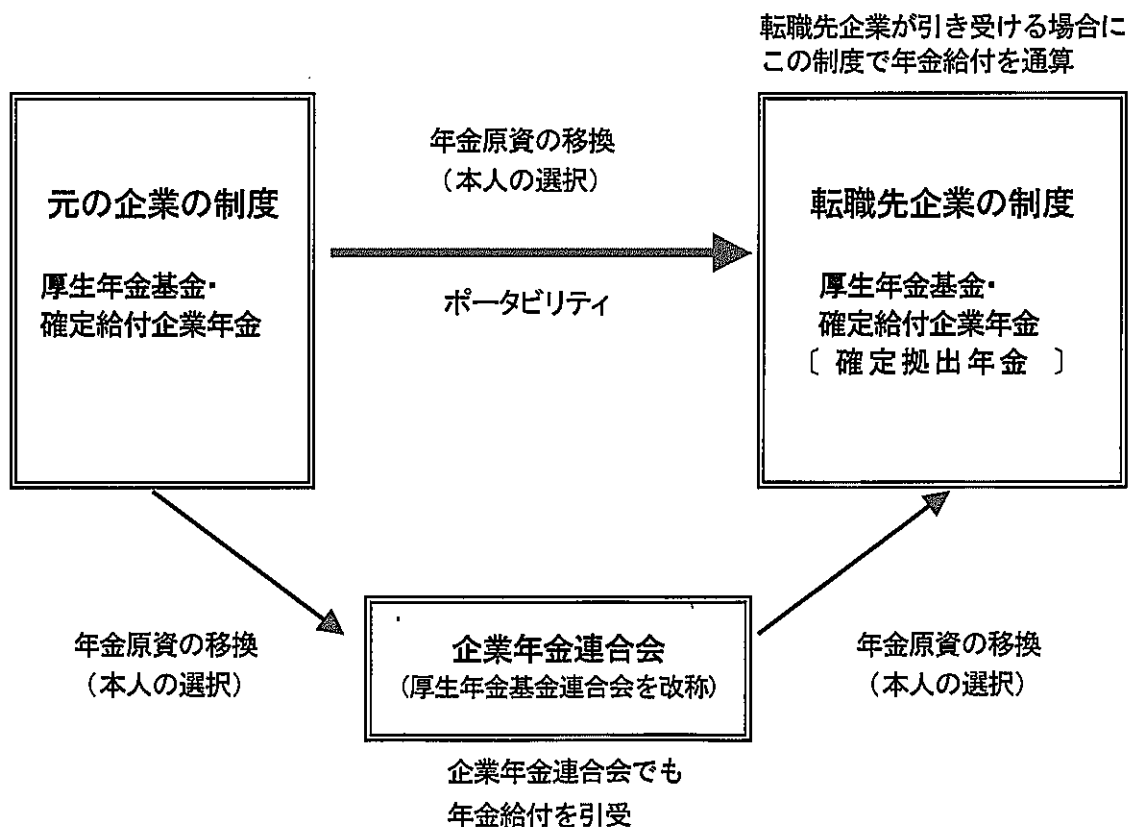 転職先企業が引き受ける場合に
この制度で年金給付を通算
元の企業の制度
厚生年金基金・
確定給付企業年金
年金原資の移換
(本人の選択)
ポータビリティ
転職先企業の制度
厚生年金基金・
確定給付企業年金
〔 確定拠出年金 〕
年金原資の移換
(本人の選択)
企業年金連合会
(厚生年金基金連合会を改称)
年金原資の移換
(本人の選択)
企業年金連合会でも
年金給付を引受